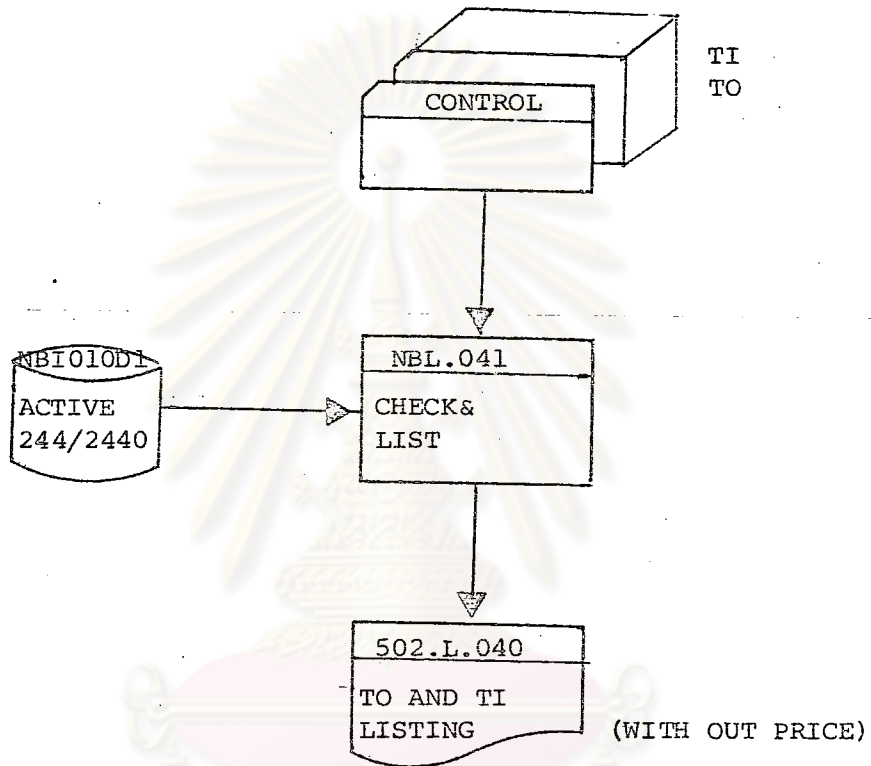 TI
TO
CONTROL
NBI010D1
ACTIVE
244/2440
NBL.041
CHECK&
LIST
502.L.040
TO AND TI
LISTING
(WITH OUT PRICE)